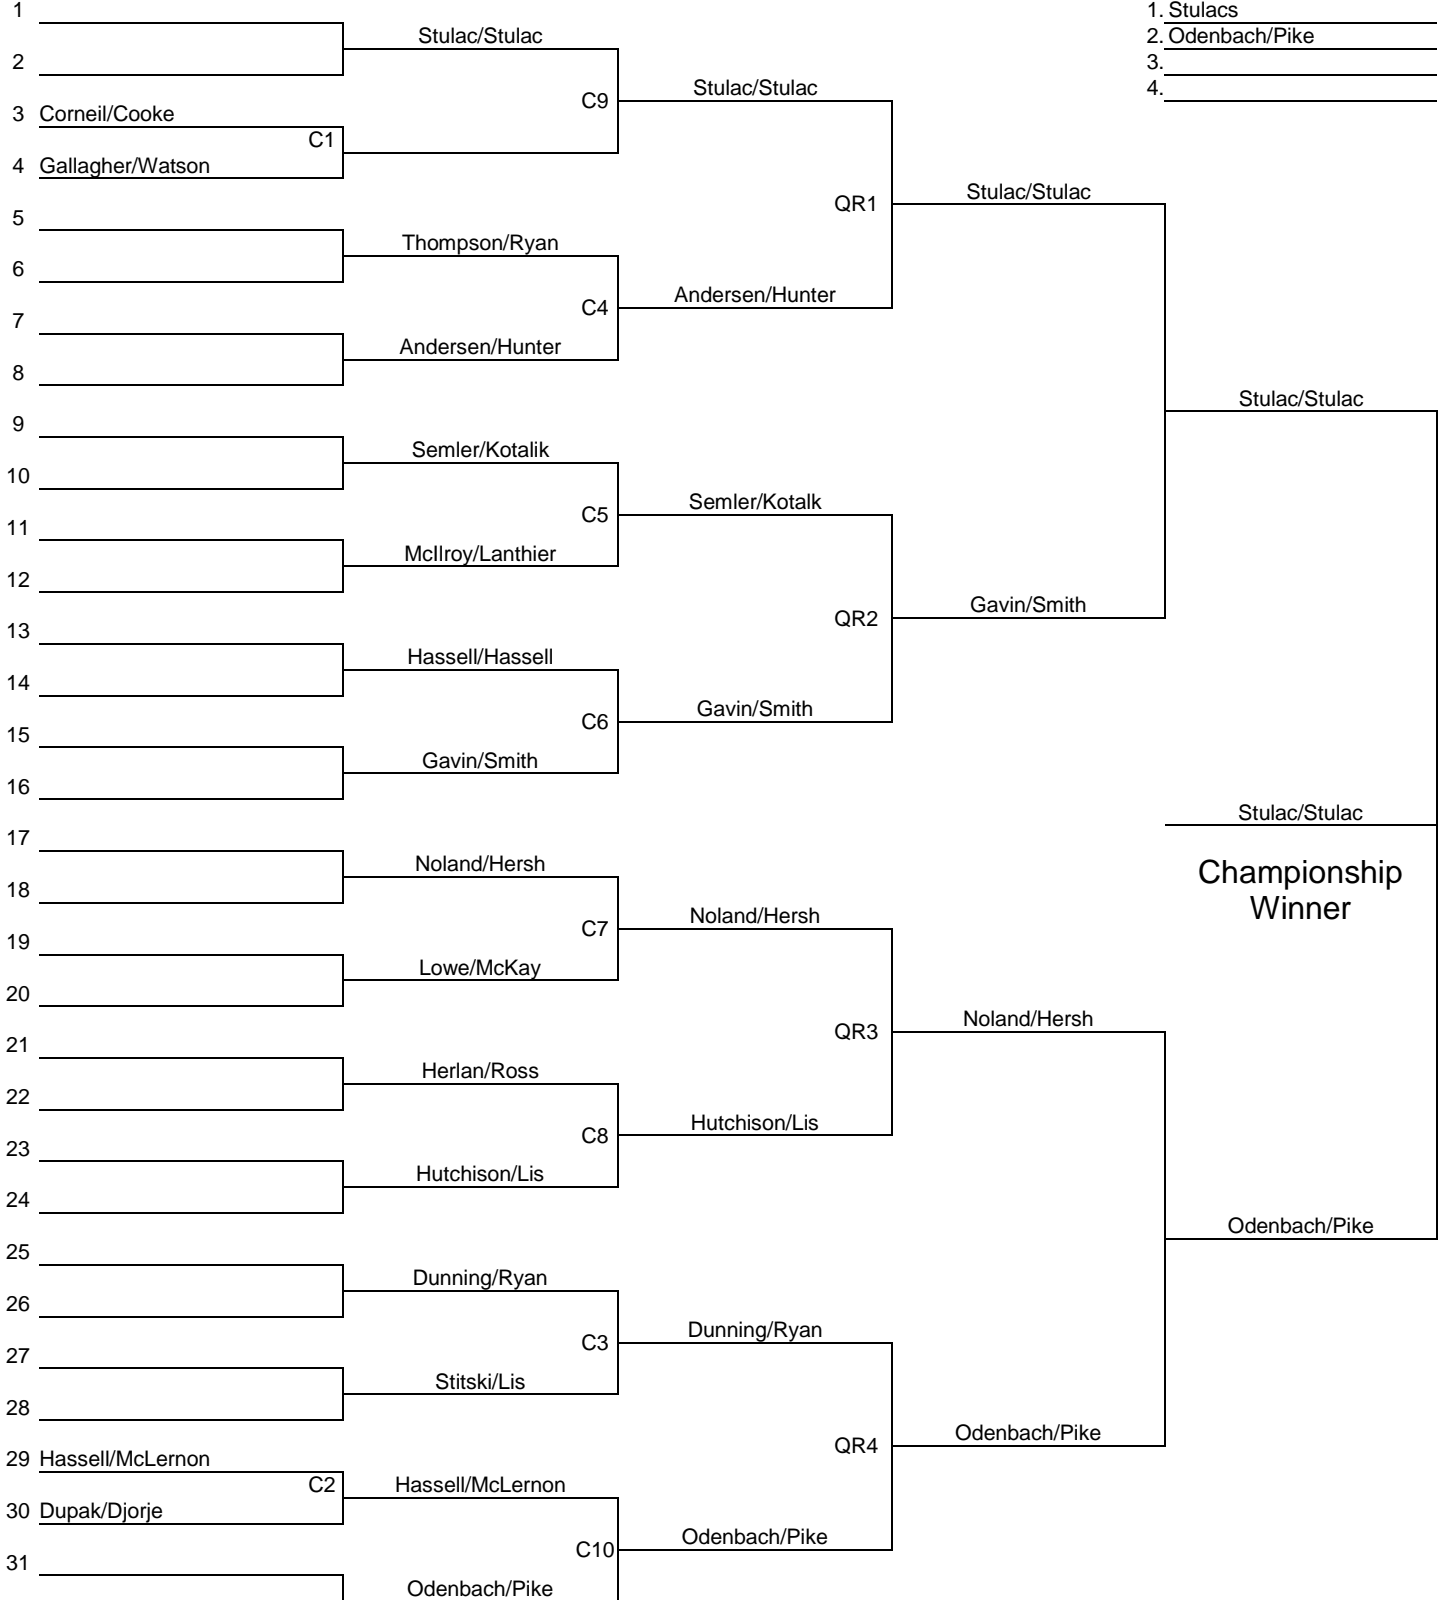 1
1. Stulacs
Stulac/Stulac
2. Odenbach/Pike
2
3.
Stulac/Stulac
4.
C9
3 Corneil/Cooke
C1
4 Gallagher/Watson
Stulac/Stulac
QR1
5
Thompson/Ryan
6
Andersen/Hunter
C4
7
Andersen/Hunter
8
Stulac/Stulac
9
Semler/Kotalik
10
Semler/Kotalk
C5
11
McIlroy/Lanthier
12
Gavin/Smith
QR2
13
Hassell/Hassell
14
Gavin/Smith
C6
15
Gavin/Smith
16
Stulac/Stulac
17
Noland/Hersh
Championship
18
Winner
Noland/Hersh
C7
19
Lowe/McKay
20
Noland/Hersh
QR3
21
Herlan/Ross
22
Hutchison/Lis
C8
23
Hutchison/Lis
24
Odenbach/Pike
25
Dunning/Ryan
26
Dunning/Ryan
C3
27
Stitski/Lis
28
Odenbach/Pike
QR4
29 Hassell/McLernon
C2
Hassell/McLernon
30 Dupak/Djorje
Odenbach/Pike
C10
31
Odenbach/Pike